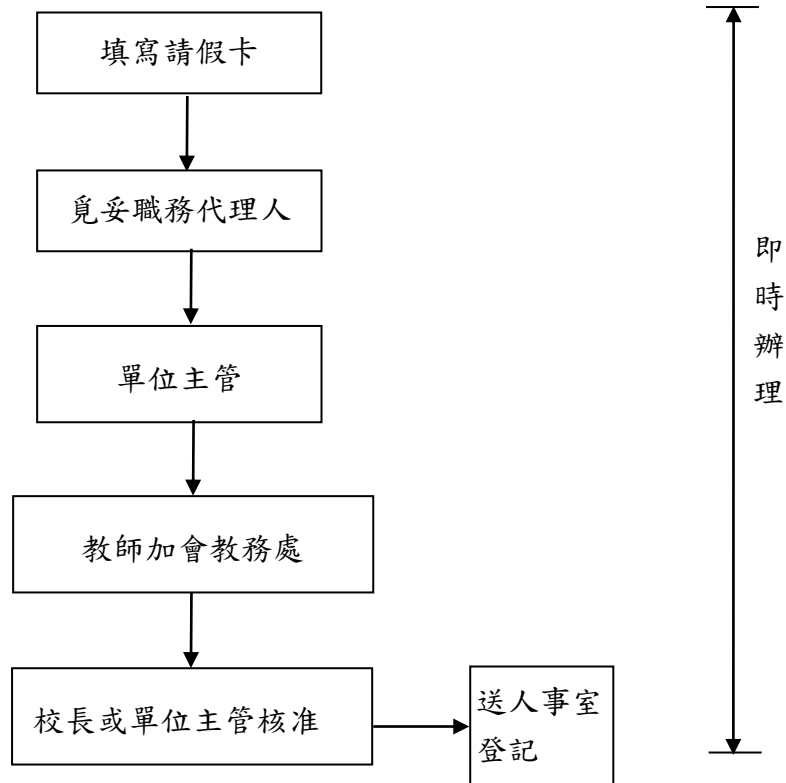 填寫請假卡
覓妥職務代理人
單位主管
教師加會教務處
校長或單位主管核准
送人事室
登記
即
時
辦
理